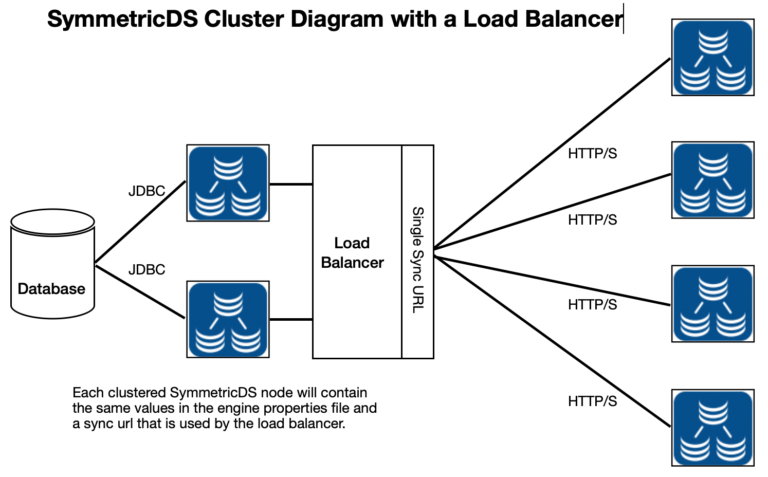 SymmetricDS Cluster Diagram with a Load Balancer
HTTP/S
JDBC
HTTP/S
Single Sync URL
Load
Balancer
JDBC
Database
HTTP/S
Each clustered SymmetricDS node will contain
the same values in the engine properties file and
a sync url that is used by the load balancer.
HTTP/S